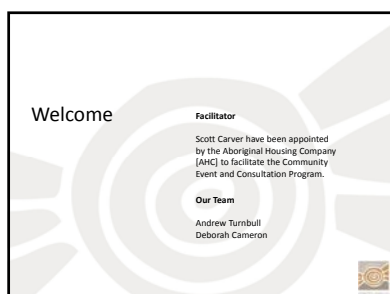 Welcome
Facilitator
Scott Carver have been appointed
by the Aboriginal Housing Company
[AHC] to facilitate the Community
Event and Consultation Program.
Our Team
Andrew Turnbull
Deborah Cameron